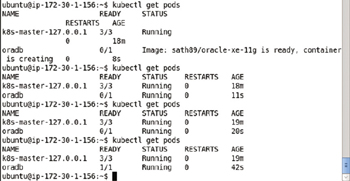 ubuntu@ip-172-30-1-156:~$ kubectl get pods
NAME READY STATUS
RESTARTS AGE
k8s-master-127.0.0.1 3/3 Running
0 18m
oradb 0/1 Image: sath89/oracle-xe-11g is ready, container
is creating 0 8s
ubuntu@ip-172-30-1-156:~$ kubectl get pods
NAME READY STATUS RESTARTS AGE
k8s-master-127.0.0.1 3/3 Running 0 18m
oradb 0/1 Running 0 11s
ubuntu@ip-172-30-1-156:~$ kubectl get pods
NAME READY STATUS RESTARTS AGE
k8s-master-127.0.0.1 3/3 Running 0 19m
oradb 0/1 Running 0 20s
ubuntu@ip-172-30-1-156:~$ kubectl get pods
NAME READY STATUS RESTARTS AGE
k8s-master-127.0.0.1 3/3 Running 0 19m
oradb 1/1 Running 0 42s
ubuntu@ip-172-30-1-156:~$